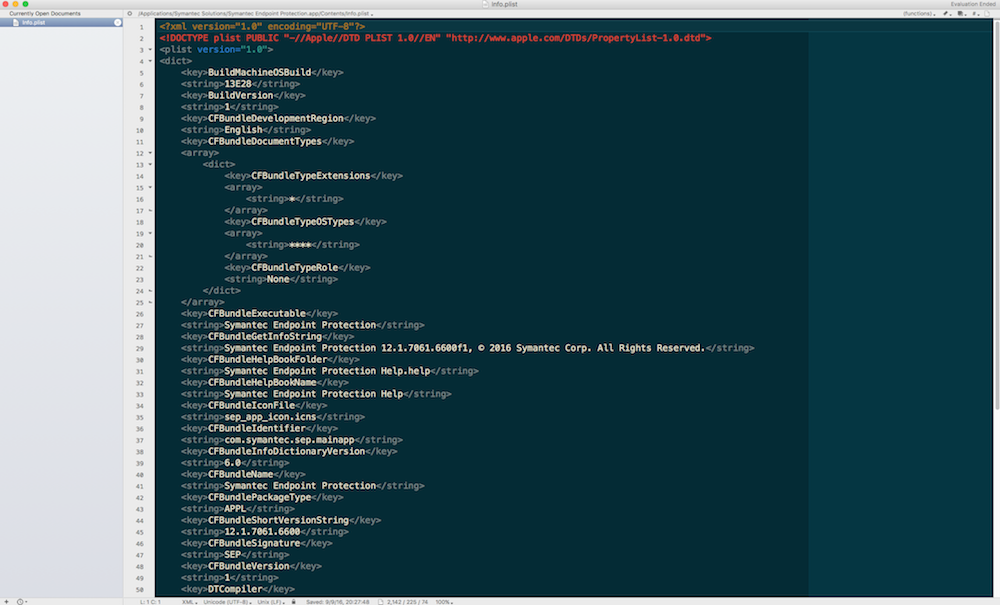 info.plist
Evaluation Ended
Currently Open Documents
/Applications/Symantec Solutions/Symantec Endpoint Protection.app/Contents/Info.plist
(functions)
info.plist
1 <?xml version="1.0" encoding="UTF-8"?>
2 <!DOCTYPE plist PUBLIC "-//Apple//DTD PLIST 1.0//EN" "http://www.apple.com/DTDs/PropertyList-1.0.dtd">
3 <plist version="1.0">
4 <dict>
5 <key>BuildMachineOSBuild</key>
6 <string>13E28</string>
7 <key>BuildVersion</key>
8 <string>1</string>
9 <key>CFBundleDevelopmentRegion</key>
10 <string>English</string>
11 <key>CFBundleDocumentTypes</key>
12 <array>
13 <dict>
14 <key>CFBundleTypeExtensions</key>
15 <array>
16 <string>*</string>
17 </array>
18 <key>CFBundleTypeOSTypes</key>
19 <array>
20 <string>****</string>
21 </array>
22 <key>CFBundleTypeRole</key>
23 <string>None</string>
24 </dict>
25 </array>
26 <key>CFBundleExecutable</key>
27 <string>Symantec Endpoint Protection</string>
28 <key>CFBundleGetInfoString</key>
29 <string>Symantec Endpoint Protection 12.1.7061.6600f1, © 2016 Symantec Corp. All Rights Reserved.</string>
30 <key>CFBundleHelpBookFolder</key>
31 <string>Symantec Endpoint Protection Help.help</string>
32 <key>CFBundleHelpBookName</key>
33 <string>Symantec Endpoint Protection Help</string>
34 <key>CFBundleIconFile</key>
35 <string>sep_app_icon.icns</string>
36 <key>CFBundleIdentifier</key>
37 <string>com.symantec.sep.mainapp</string>
38 <key>CFBundleInfoDictionaryVersion</key>
39 <string>6.0</string>
40 <key>CFBundleName</key>
41 <string>Symantec Endpoint Protection</string>
42 <key>CFBundlePackageType</key>
43 <string>APPL</string>
44 <key>CFBundleShortVersionString</key>
45 <string>12.1.7061.6600</string>
46 <key>CFBundleSignature</key>
47 <string>SEP</string>
48 <key>CFBundleVersion</key>
49 <string>1</string>
50 <key>DTCompiler</key>
L: 1 C: 1 XML Unicode (UTF-8) Unix (LF) Saved: 9/9/16, 20:27:48 2,142 / 225 / 74 100%